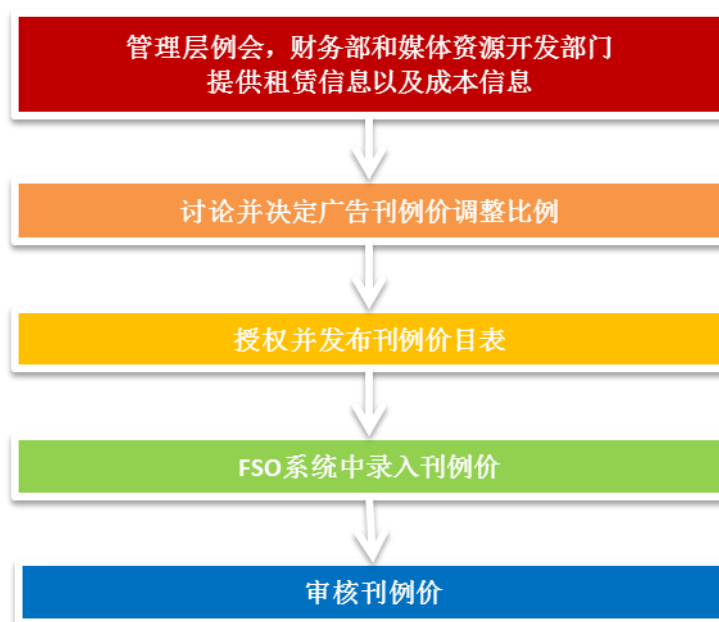 管理层例会，财务部和媒体资源开发部门
提供租赁信息以及成本信息
讨论并决定广告刊例价调整比例
授权并发布刊例价目表
FSO系统中录入刊例价
审核刊例价